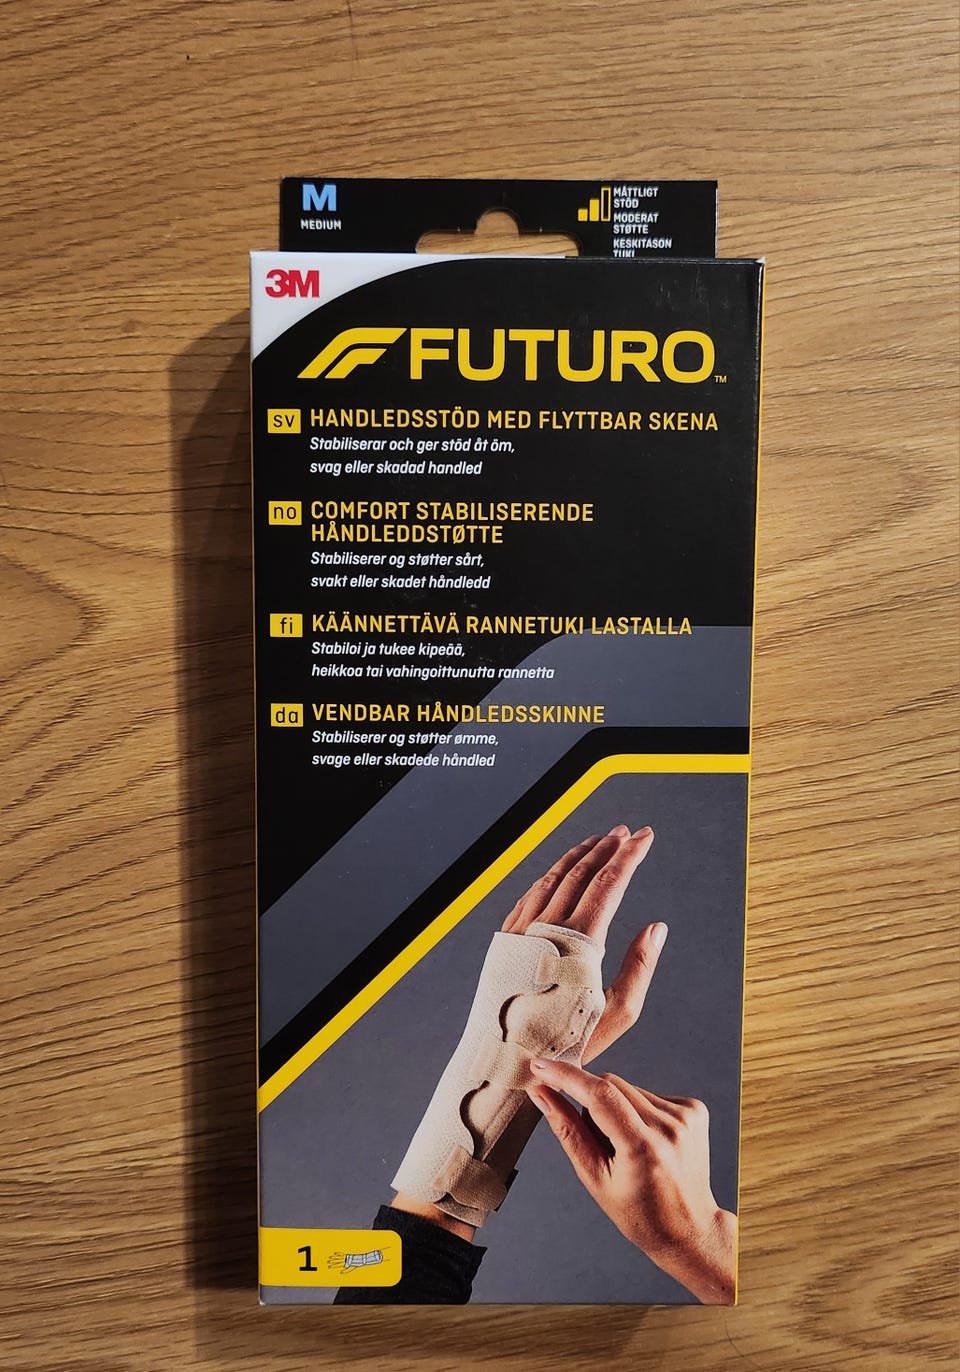 M
MEDIUM
MÅTTLIGT
STÖD
MODERAT
STØTTE
KESKITASON
TUKI
3M
FUTURO™
sv HANDLEDSSTÖD MED FLYTTBAR SKENA
Stabiliserar och ger stöd åt öm,
svag eller skadad handled
no COMFORT STABILISERENDE
HÅNDLEDDSTØTTE
Stabiliserer og støtter sårt,
svakt eller skadet håndledd
fi KÄÄNNETTÄVÄ RANNETUKI LASTALLA
Stabiloi ja tukee kipeää,
heikkoa tai vahingoittunutta rannetta
da VENDBAR HÅNDLEDSSKINNE
Stabiliserer og støtter ømme,
svage eller skadede håndled
1